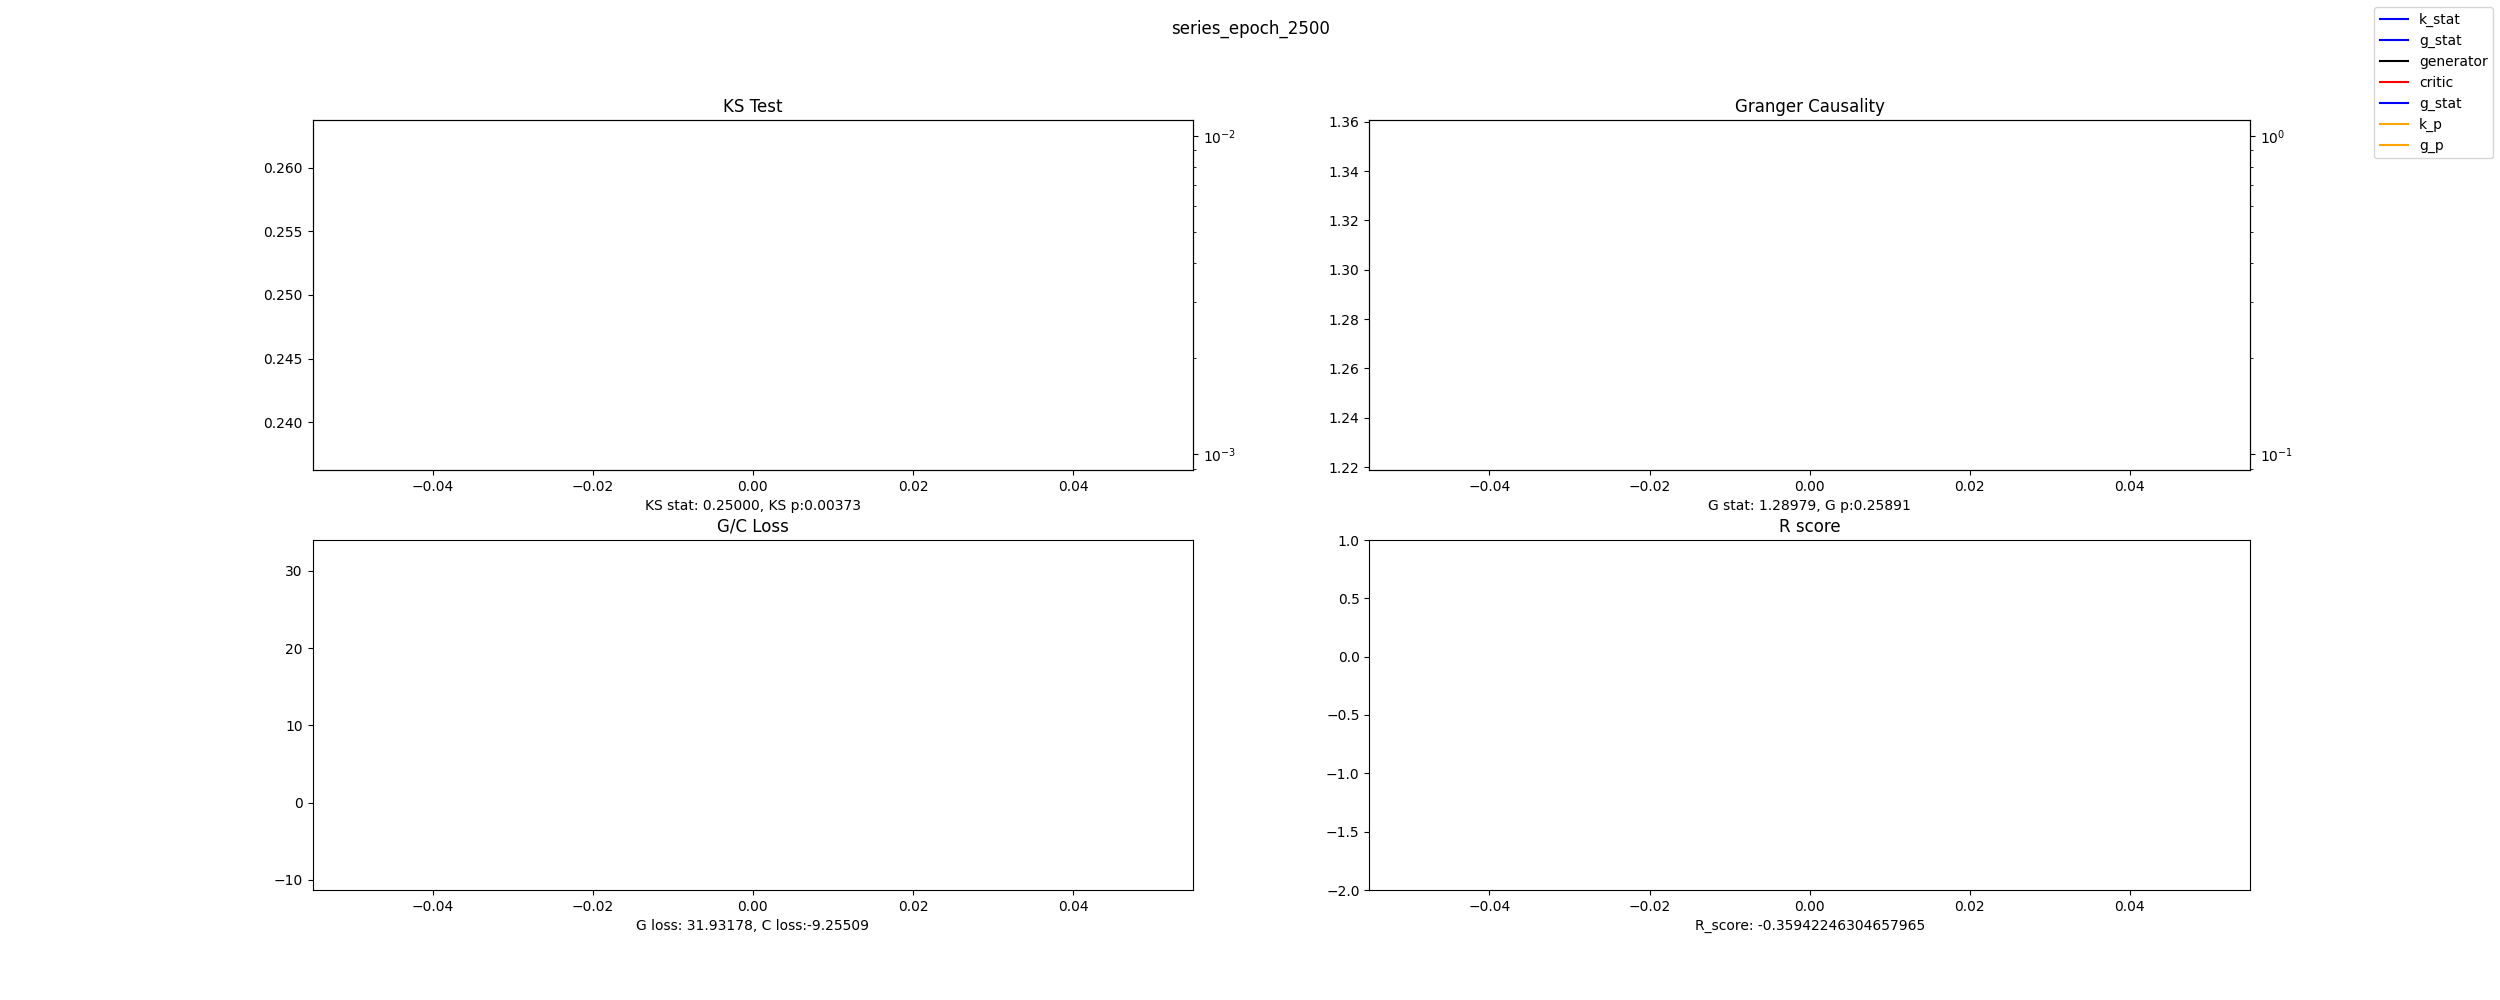 series_epoch_2500
k_stat
g_stat
generator
critic
g_stat
k_p
g_p
KS Test
0.260
0.255
0.250
0.245
0.240
10⁻²
10⁻³
−0.04 −0.02 0.00 0.02 0.04
KS stat: 0.25000, KS p:0.00373
Granger Causality
1.36
1.34
1.32
1.30
1.28
1.26
1.24
1.22
10⁰
10⁻¹
−0.04 −0.02 0.00 0.02 0.04
G stat: 1.28979, G p:0.25891
G/C Loss
30
20
10
0
−10
−0.04 −0.02 0.00 0.02 0.04
G loss: 31.93178, C loss:-9.25509
R score
1.0
0.5
0.0
−0.5
−1.0
−1.5
−2.0
−0.04 −0.02 0.00 0.02 0.04
R_score: -0.35942246304657965